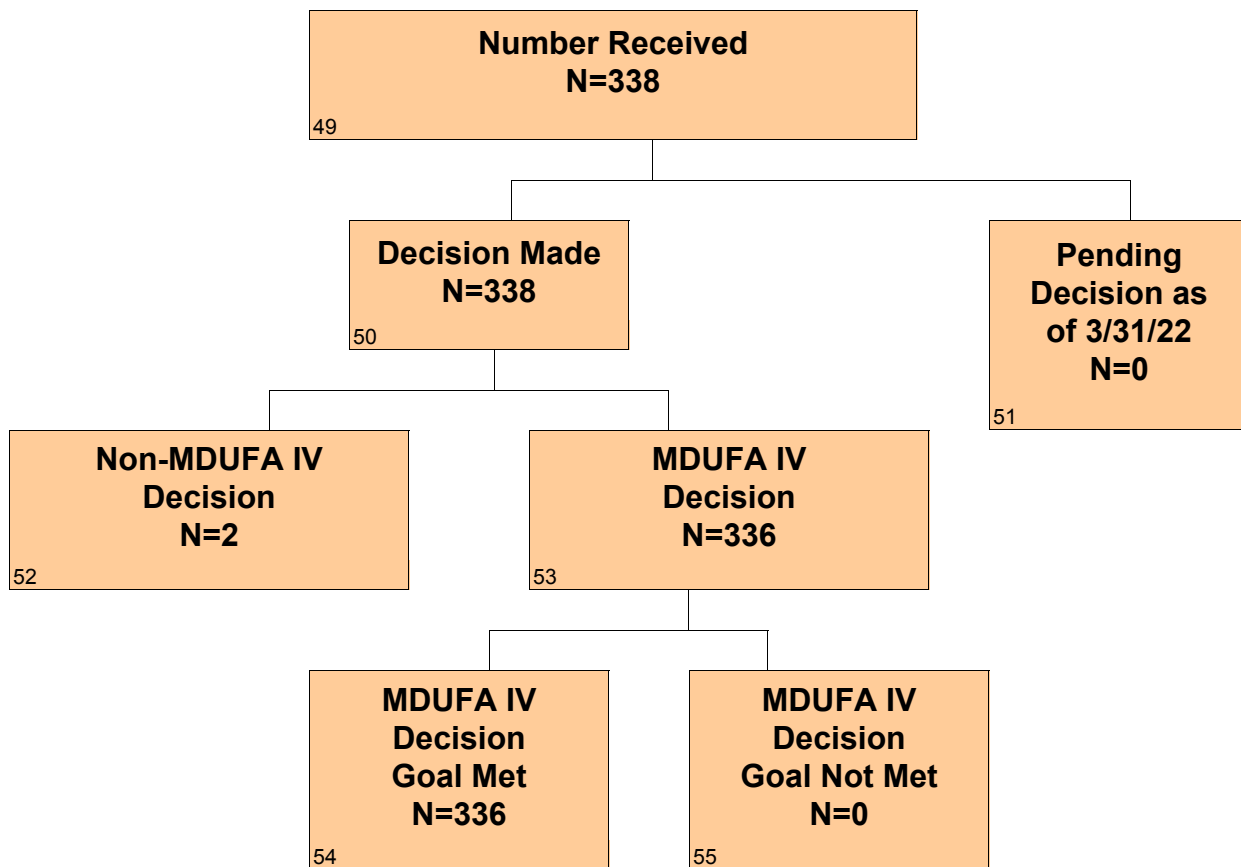 Number Received
N=338
49
Decision Made
N=338
50
Pending
Decision as
of 3/31/22
N=0
51
Non-MDUFA IV
Decision
N=2
52
MDUFA IV
Decision
N=336
53
MDUFA IV
Decision
Goal Met
N=336
54
MDUFA IV
Decision
Goal Not Met
N=0
55